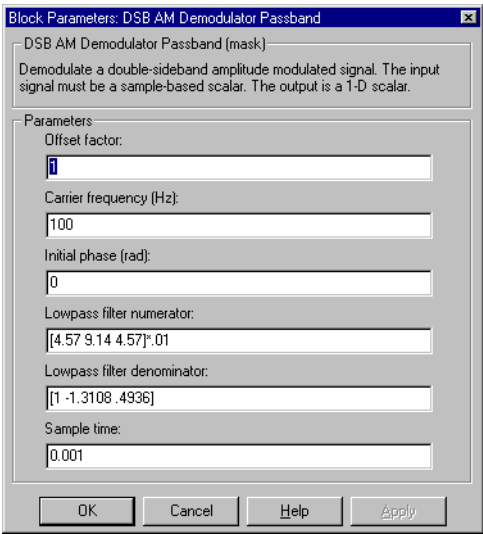 Block Parameters: DSB AM Demodulator Passband
DSB AM Demodulator Passband (mask)
Demodulate a double-sideband amplitude modulated signal. The input
signal must be a sample-based scalar. The output is a 1-D scalar.
Parameters
Offset factor:
1
Carrier frequency (Hz):
100
Initial phase (rad):
0
Lowpass filter numerator:
[4.57 9.14 4.57]*.01
Lowpass filter denominator:
[1 -1.3108 .4936]
Sample time:
0.001
OK Cancel Help Apply